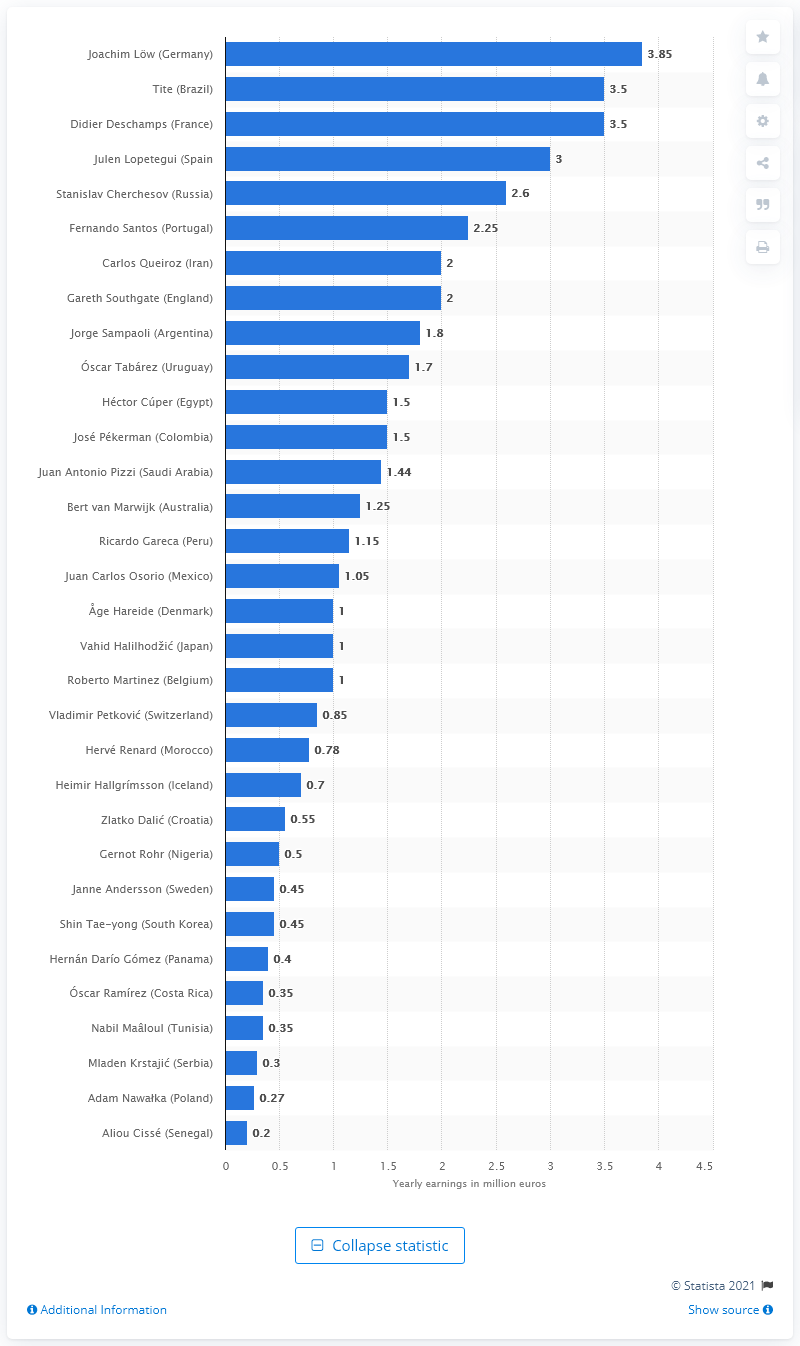 Joachim Löw (Germany) 3.85
Tite (Brazil) 3.5
Didier Deschamps (France) 3.5
Julen Lopetegui (Spain 3
Stanislav Cherchesov (Russia) 2.6
Fernando Santos (Portugal) 2.25
Carlos Queiroz (Iran) 2
Gareth Southgate (England) 2
Jorge Sampaoli (Argentina) 1.8
Óscar Tabárez (Uruguay) 1.7
Héctor Cúper (Egypt) 1.5
José Pékerman (Colombia) 1.5
Juan Antonio Pizzi (Saudi Arabia) 1.44
Bert van Marwijk (Australia) 1.25
Ricardo Gareca (Peru) 1.15
Juan Carlos Osorio (Mexico) 1.05
Åge Hareide (Denmark) 1
Vahid Halilhodžić (Japan) 1
Roberto Martinez (Belgium) 1
Vladimir Petković (Switzerland) 0.85
Hervé Renard (Morocco) 0.78
Heimir Hallgrímsson (Iceland) 0.7
Zlatko Dalić (Croatia) 0.55
Gernot Rohr (Nigeria) 0.5
Janne Andersson (Sweden) 0.45
Shin Tae-yong (South Korea) 0.45
Hernán Darío Gómez (Panama) 0.4
Óscar Ramírez (Costa Rica) 0.35
Nabil Maâloul (Tunisia) 0.35
Mladen Krstajić (Serbia) 0.3
Adam Nawałka (Poland) 0.27
Aliou Cissé (Senegal) 0.2
0 0.5 1 1.5 2 2.5 3 3.5 4 4.5
Yearly earnings in million euros
Collapse statistic
© Statista 2021
Additional Information Show source